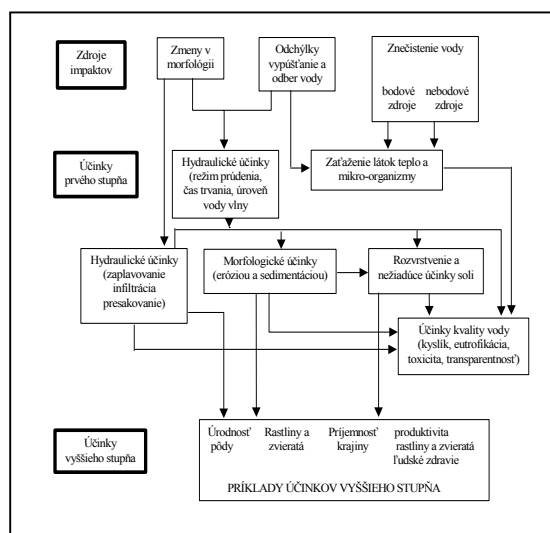 Zdroje
impaktov
Zmeny v
morfológii
Odchýlky
vypúšťanie a
odber vody
Znečistenie vody
bodové
zdroje
nebodové
zdroje
Účinky
prvého stupňa
Hydraulické účinky
(režim prúdenia,
čas trvania, úroveň
vody vlny
Zaťaženie látok teplo a
mikro-organizmy
Hydraulické účinky
(zaplavovanie
infiltrácia
presakovanie)
Morfologické účinky
(eróziou a sedimentáciou)
Rozvrstvenie a
nežiadúce účinky soli
Účinky kvality vody
(kyslík, eutrofikácia,
toxicita, transparentnosť)
Účinky
vyššieho stupňa
Úrodnosť
pôdy
Rastliny a
zvieratá
Príjemnosť
krajiny
produktivita
rastliny a zvieratá
ľudské zdravie
PRÍKLADY ÚČINKOV VYŠŠIEHO STUPŇA